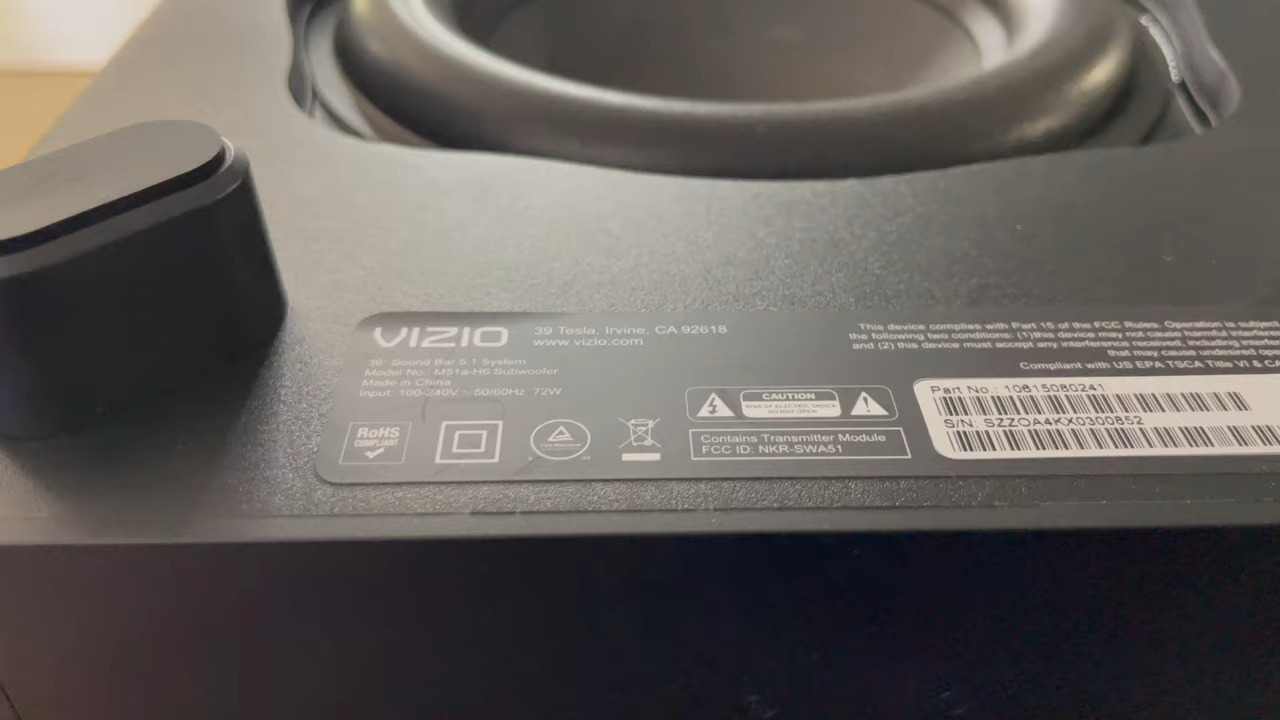 VIZIO
39 Tesla, Irvine, CA 92618
www.vizio.com
36" Sound Bar 5.1 System
Model No.: M51a-H6 Subwoofer
Made in China
Input: 100-240V ~ 50/60Hz 72W
RoHS
COMPLIANT
CAUTION
RISK OF ELECTRIC SHOCK
DO NOT OPEN
Contains Transmitter Module
FCC ID: NKR-SWA51
This device complies with Part 15 of the FCC Rules. Operation is subject
the following two conditions: (1)this device may not cause harmful
and (2) this device must accept any interference received, including
that may cause undesired
Compliant with US EPA TSCA Title VI &
Part No.: 10815080241
S/N: SZZOA4KX0300852